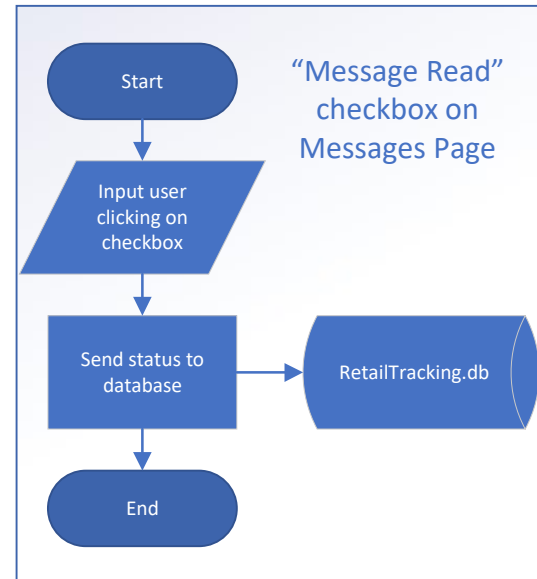 Start
“Message Read”
checkbox on
Messages Page
Input user
clicking on
checkbox
Send status to
database
RetailTracking.db
End